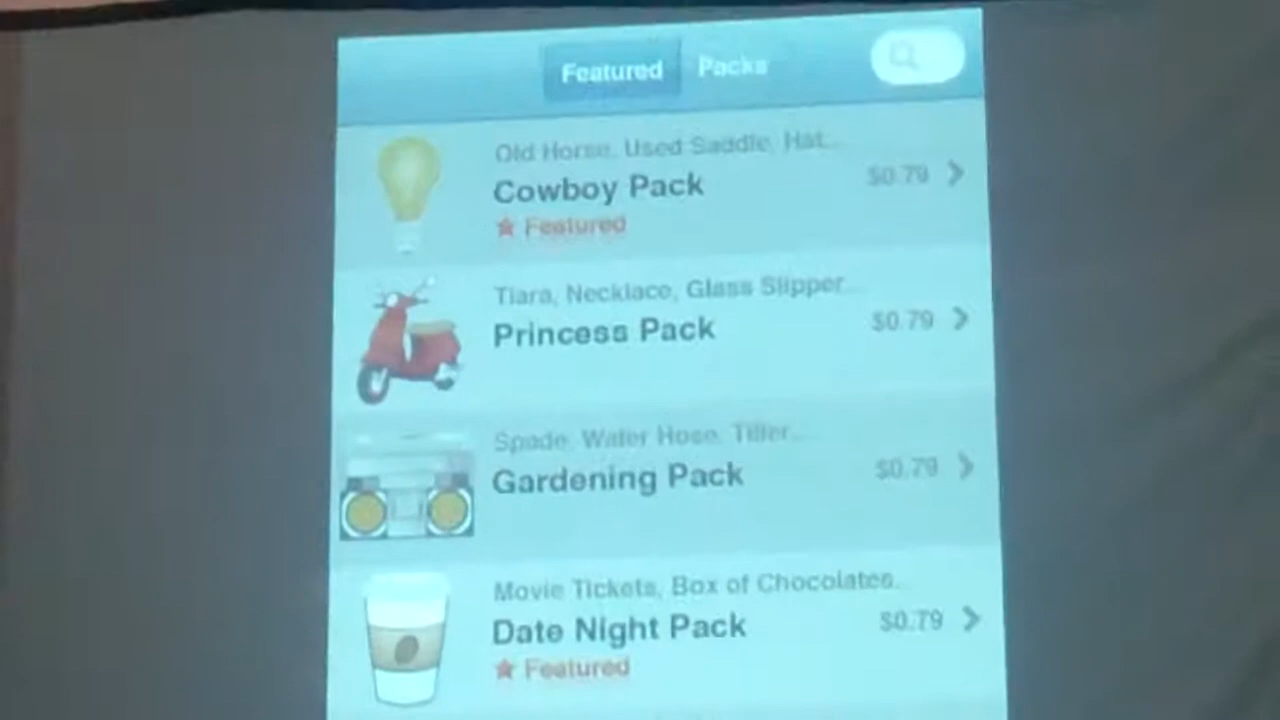 Featured Packs
Old Horse, Used Saddle, Hat...
Cowboy Pack
$0.79
Featured
Tiara, Necklace, Glass Slipper...
Princess Pack
$0.79
Spade, Water Hose, Tiller...
Gardening Pack
$0.79
Movie Tickets, Box of Chocolates...
Date Night Pack
$0.79
Featured